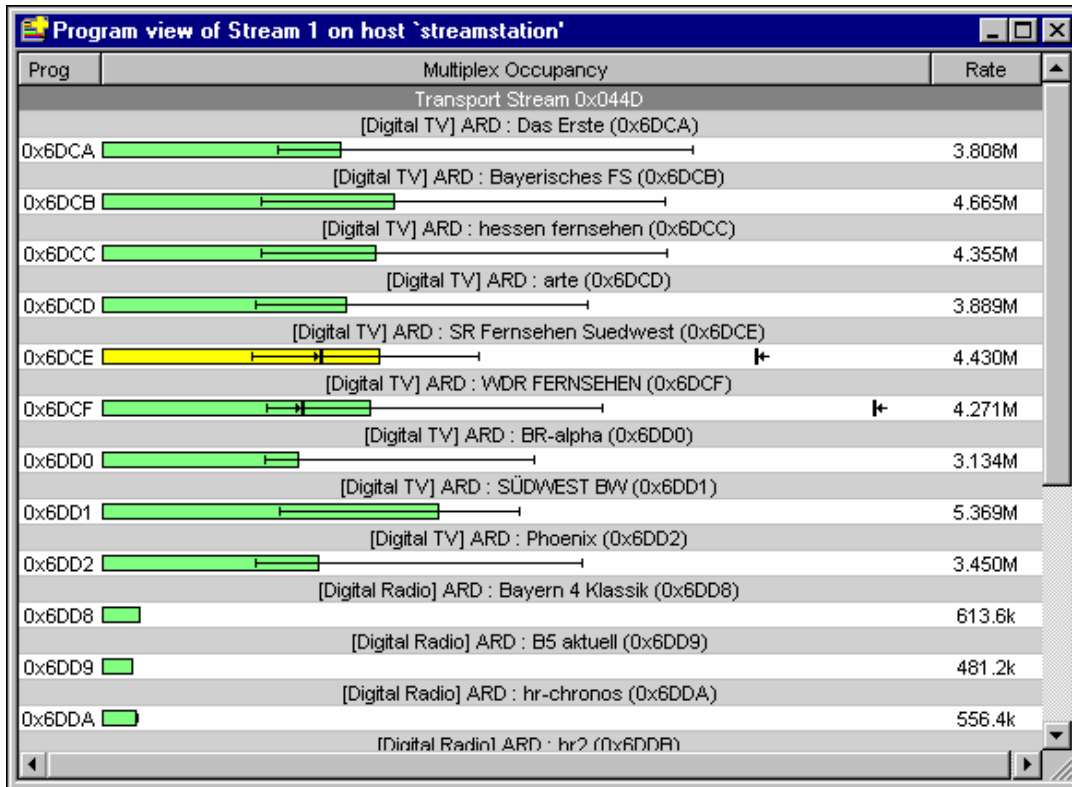 Program view of Stream 1 on host `streamstation'
Prog Multiplex Occupancy Rate
Transport Stream 0x044D
[Digital TV] ARD : Das Erste (0x6DCA)
0x6DCA 3.808M
[Digital TV] ARD : Bayerisches FS (0x6DCB)
0x6DCB 4.665M
[Digital TV] ARD : hessen fernsehen (0x6DCC)
0x6DCC 4.355M
[Digital TV] ARD : arte (0x6DCD)
0x6DCD 3.889M
[Digital TV] ARD : SR Fernsehen Suedwest (0x6DCE)
0x6DCE 4.430M
[Digital TV] ARD : WDR FERNSEHEN (0x6DCF)
0x6DCF 4.271M
[Digital TV] ARD : BR-alpha (0x6DD0)
0x6DD0 3.134M
[Digital TV] ARD : SÜDWEST BW (0x6DD1)
0x6DD1 5.369M
[Digital TV] ARD : Phoenix (0x6DD2)
0x6DD2 3.450M
[Digital Radio] ARD : Bayern 4 Klassik (0x6DD8)
0x6DD8 613.6k
[Digital Radio] ARD : B5 aktuell (0x6DD9)
0x6DD9 481.2k
[Digital Radio] ARD : hr-chronos (0x6DDA)
0x6DDA 556.4k
[Digital Radio] ARD : hr2 (0x6DDB)